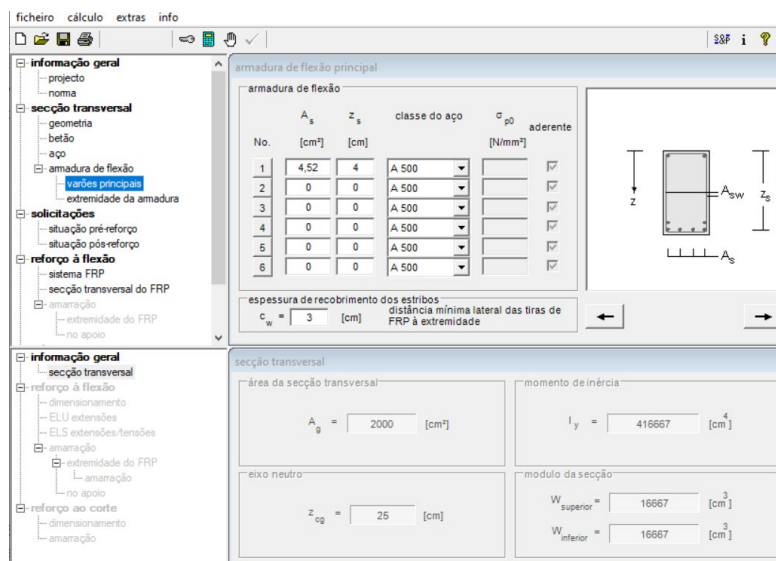 ficheiro cálculo extras info
S&F i ?
informação geral
projecto
norma
secção transversal
geometria
betão
aço
armadura de flexão
varões principais
extremidade da armadura
solicitações
situação pré-reforço
situação pós-reforço
reforço à flexão
sistema FRP
secção transversal do FRP
amarração
extremidade do FRP
no apoio
armadura de flexão principal
armadura de flexão
A s z s classe do aço σ p0 aderente
No. [cm²] [cm] [N/mm²]
1 4,52 4 A 500
2 0 0 A 500
3 0 0 A 500
4 0 0 A 500
5 0 0 A 500
6 0 0 A 500
espessura de recobrimento dos estribos
c w = 3 [cm] distância mínima lateral das tiras de
FRP à extremidade
z A sw z s
A s
informação geral
secção transversal
reforço à flexão
dimensionamento
ELU extensões
ELS extensões/tensões
amarração
extremidade do FRP
amarração
no apoio
reforço ao corte
dimensionamento
amarração
secção transversal
área da secção transversal
A g = 2000 [cm²]
momento de inércia
I y = 416667 [cm 4]
eixo neutro
z cg = 25 [cm]
modulo da secção
W superior = 16667 [cm 3]
W inferior = 16667 [cm 3]